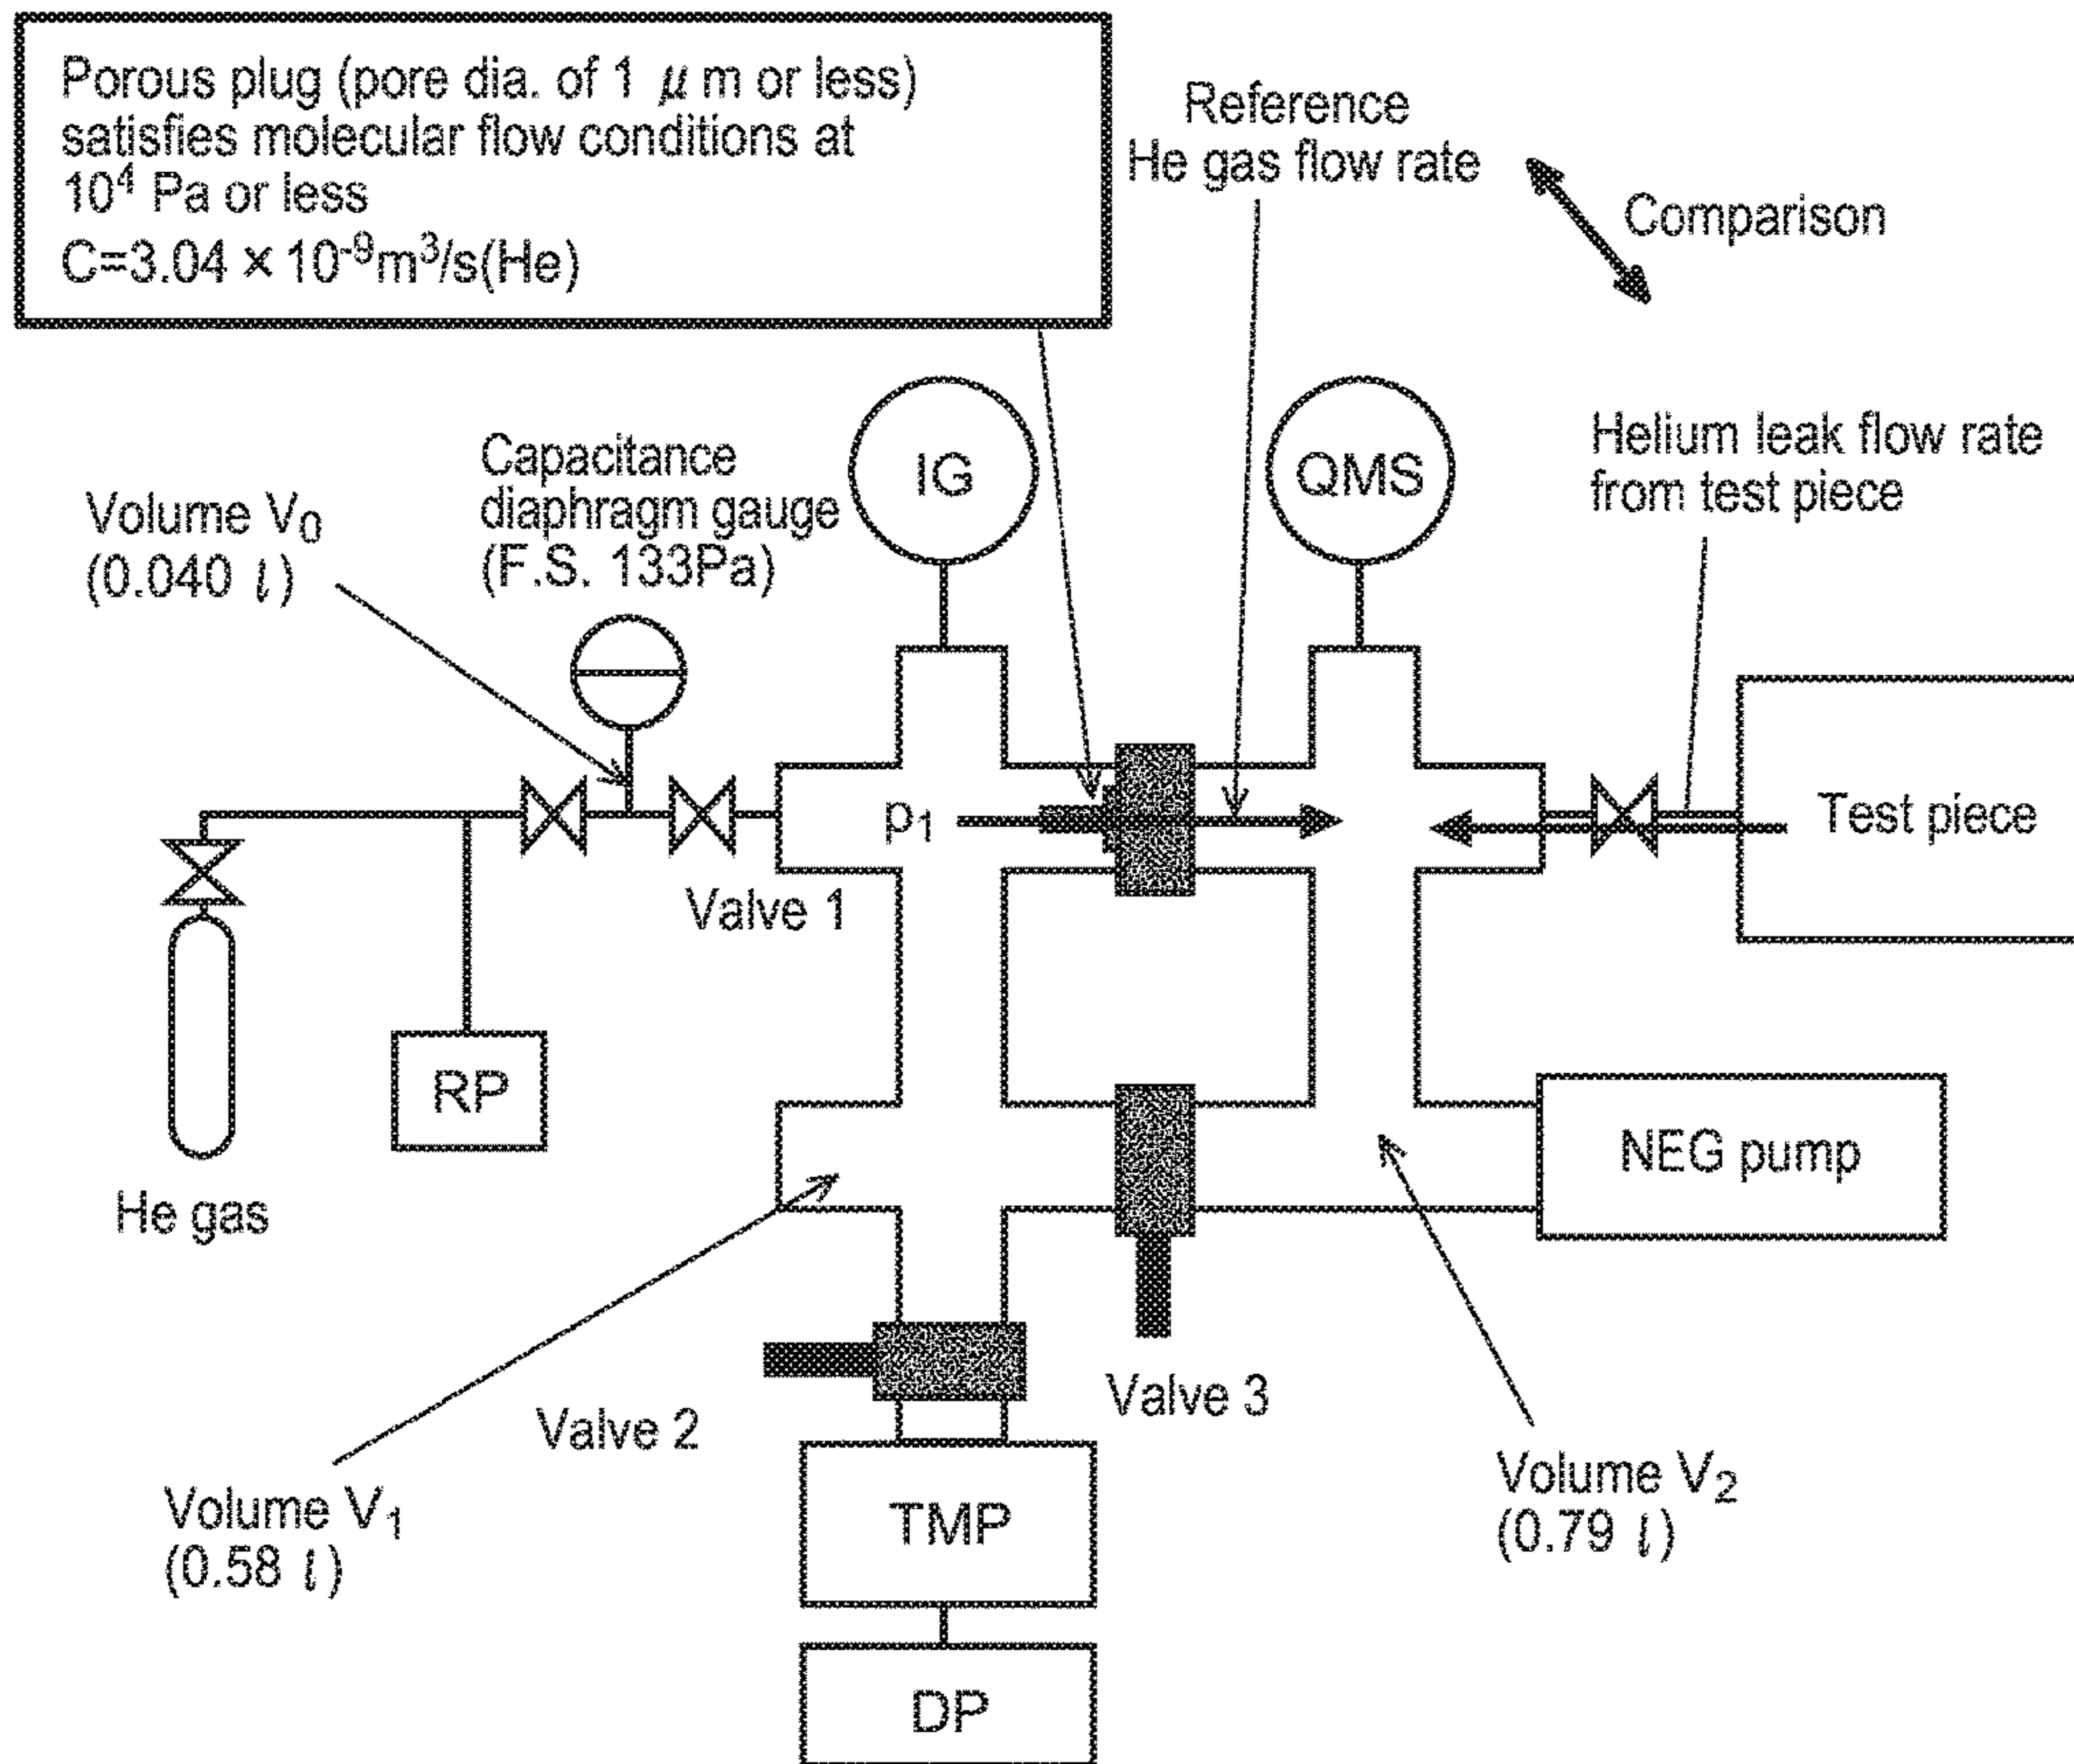 Porous plug (pore dia. of 1 μm or less)
satisfies molecular flow conditions at
10⁴ Pa or less
C=3.04 × 10⁻⁹m³/s(He)
Reference
He gas flow rate
Comparison
Capacitance
diaphragm gauge
(F.S. 133Pa)
IG
QMS
Helium leak flow rate
from test piece
Volume V₀
(0.040 l)
p₁
Test piece
Valve 1
RP
He gas
NEG pump
Valve 2
Valve 3
Volume V₁
(0.58 l)
TMP
Volume V₂
(0.79 l)
DP